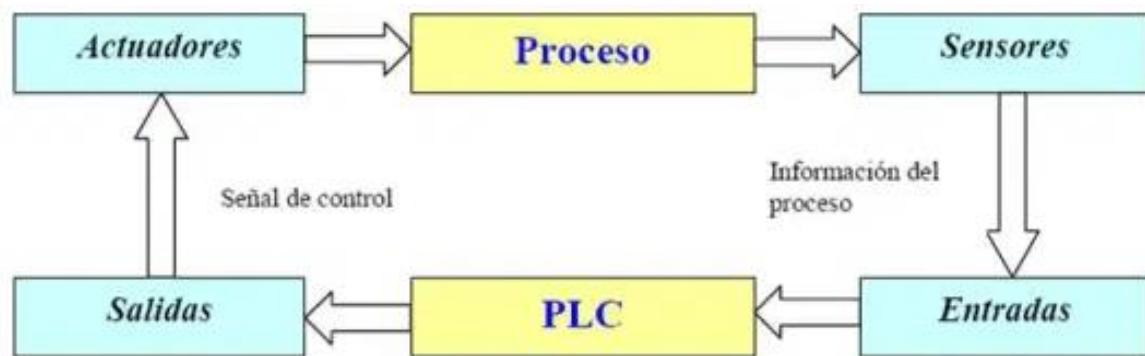 Actuadores
Proceso
Sensores
Señal de control
Información del
proceso
Salidas
PLC
Entradas